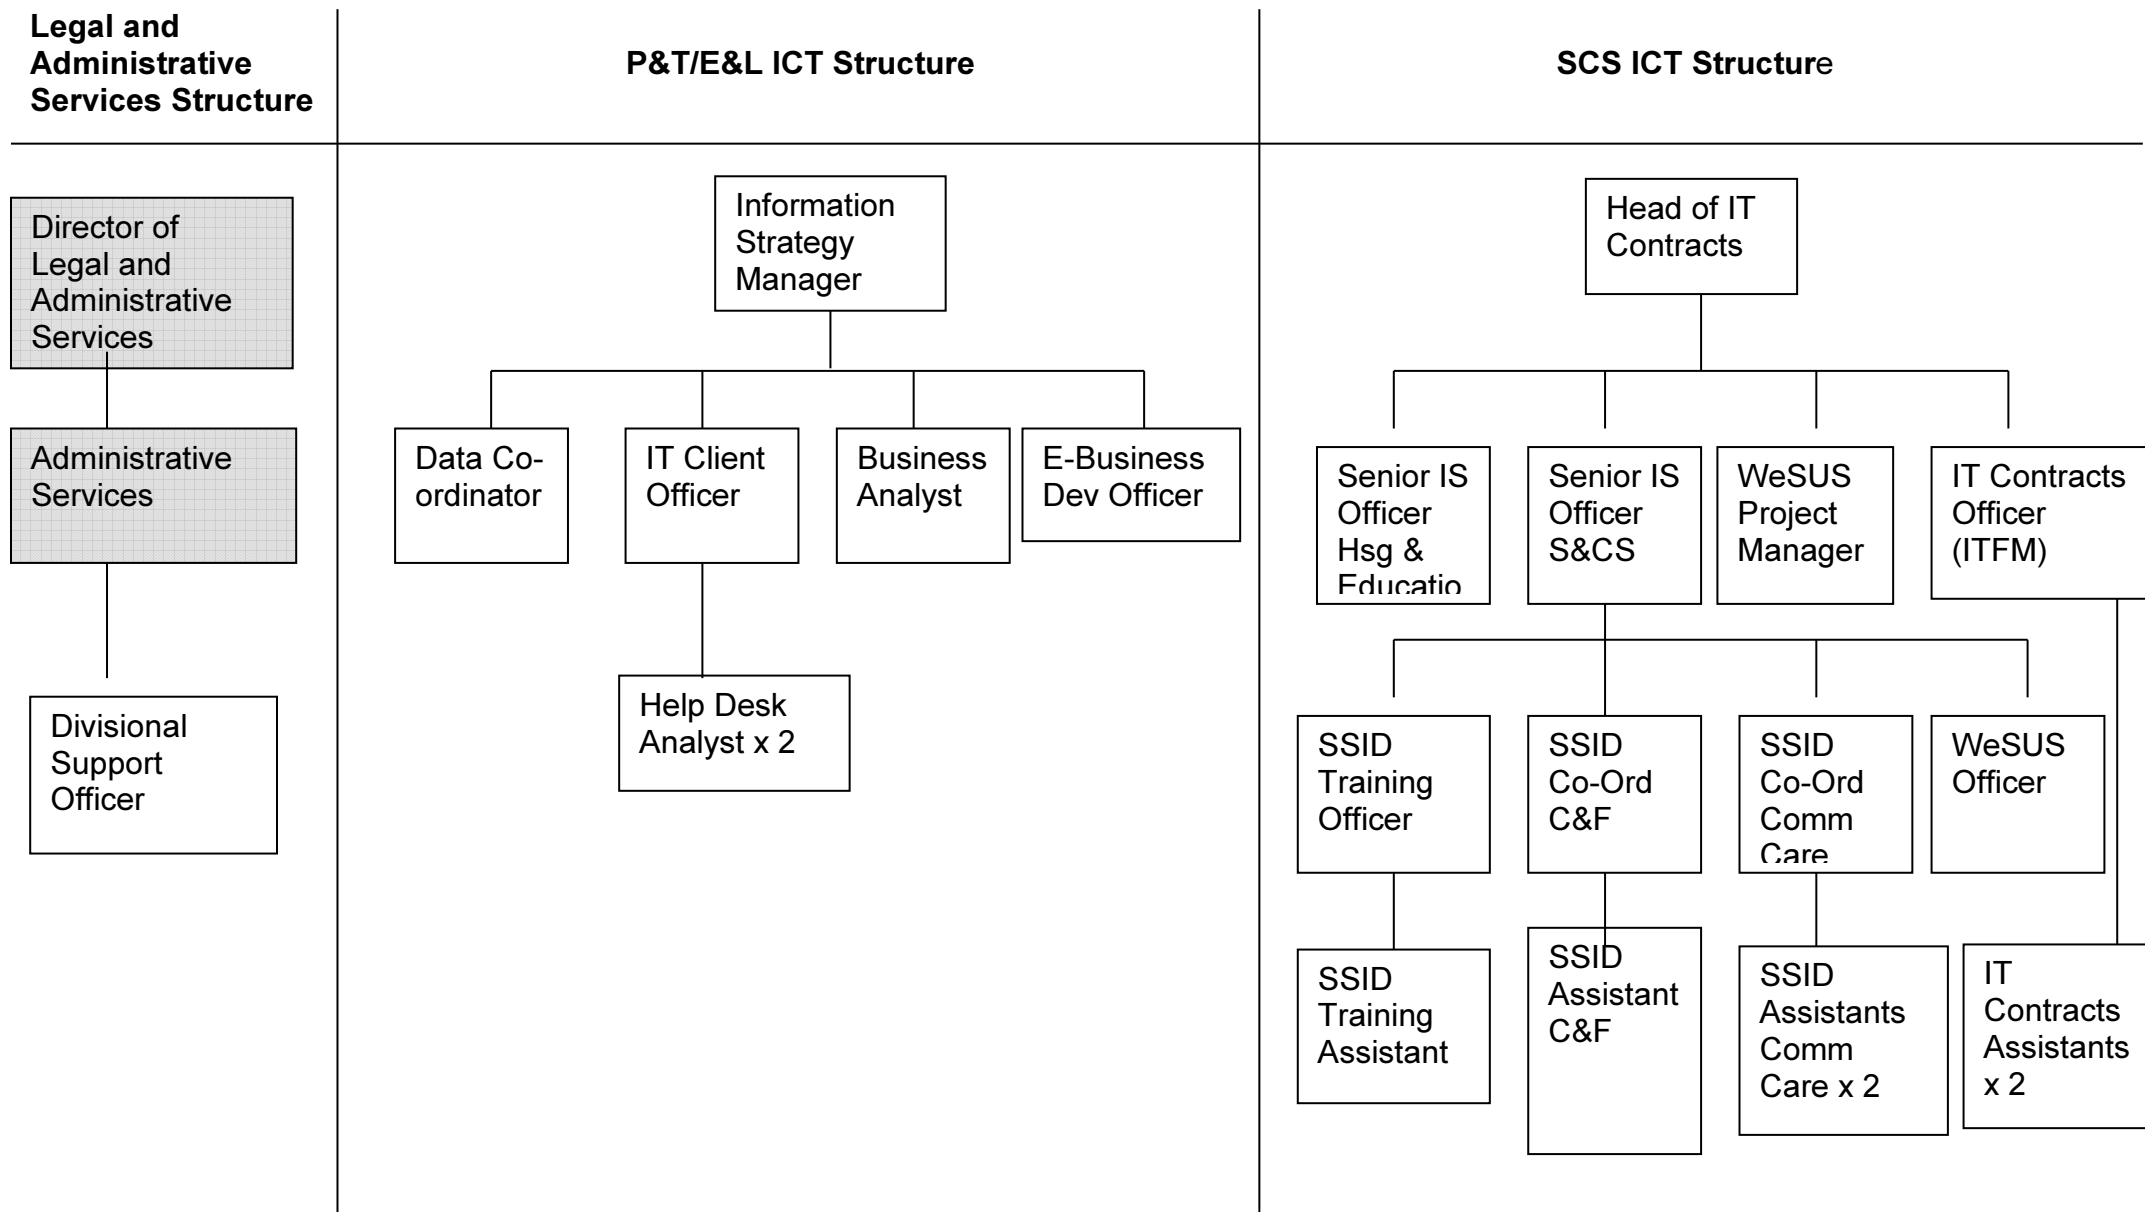 Legal and
Administrative
Services Structure
P&T/E&L ICT Structure
SCS ICT Structure
Director of
Legal and
Administrative
Services
Administrative
Services
Divisional
Support
Officer
Information
Strategy
Manager
Data Co-
ordinator
IT Client
Officer
Business
Analyst
E-Business
Dev Officer
Help Desk
Analyst x 2
Head of IT
Contracts
Senior IS
Officer
Hsg &
Educatio
Senior IS
Officer
S&CS
WeSUS
Project
Manager
IT Contracts
Officer
(ITFM)
SSID
Training
Officer
SSID
Co-Ord
C&F
SSID
Co-Ord
Comm
Care
WeSUS
Officer
SSID
Training
Assistant
SSID
Assistant
C&F
SSID
Assistants
Comm
Care x 2
IT
Contracts
Assistants
x 2